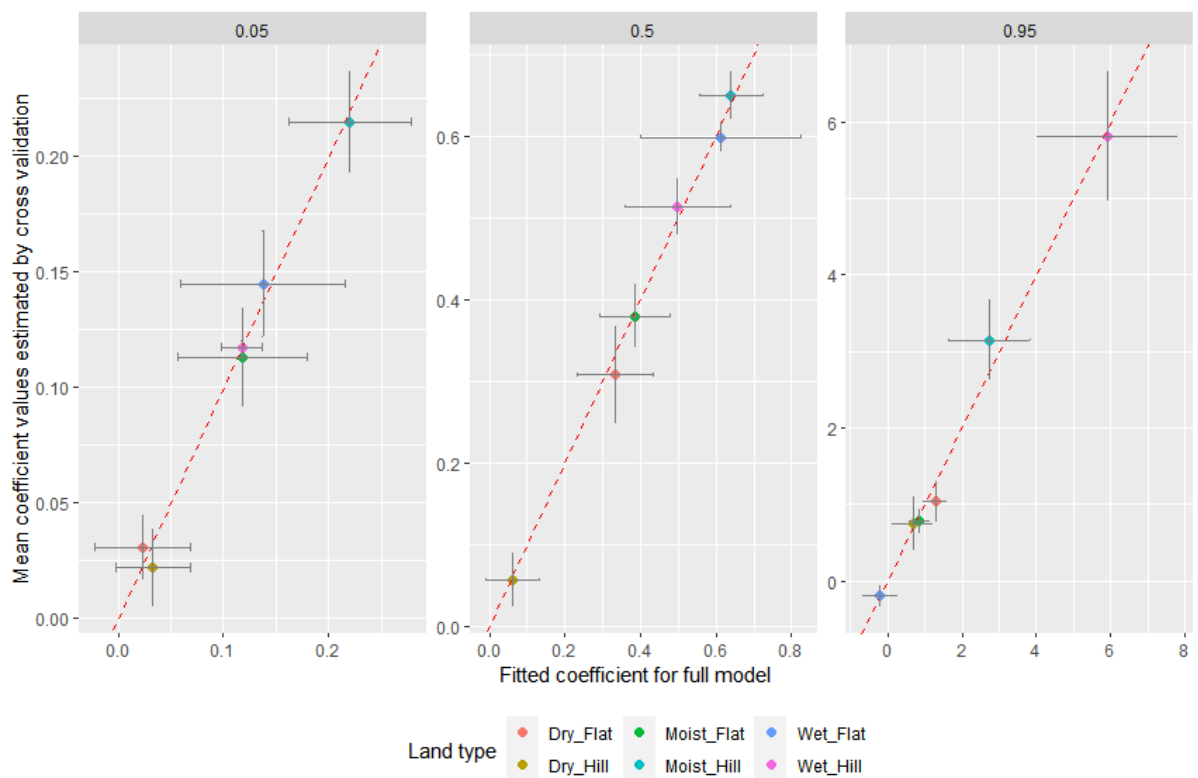 0.05
0.5
0.95
Mean coefficient values estimated by cross validation
0.20
0.15
0.10
0.05
0.00
0.6
0.4
0.2
0.0
6
4
2
0
0.0 0.1 0.2
0.0 0.2 0.4 0.6 0.8
0 2 4 6 8
Fitted coefficient for full model
Land type
Dry_Flat Moist_Flat Wet_Flat
Dry_Hill Moist_Hill Wet_Hill